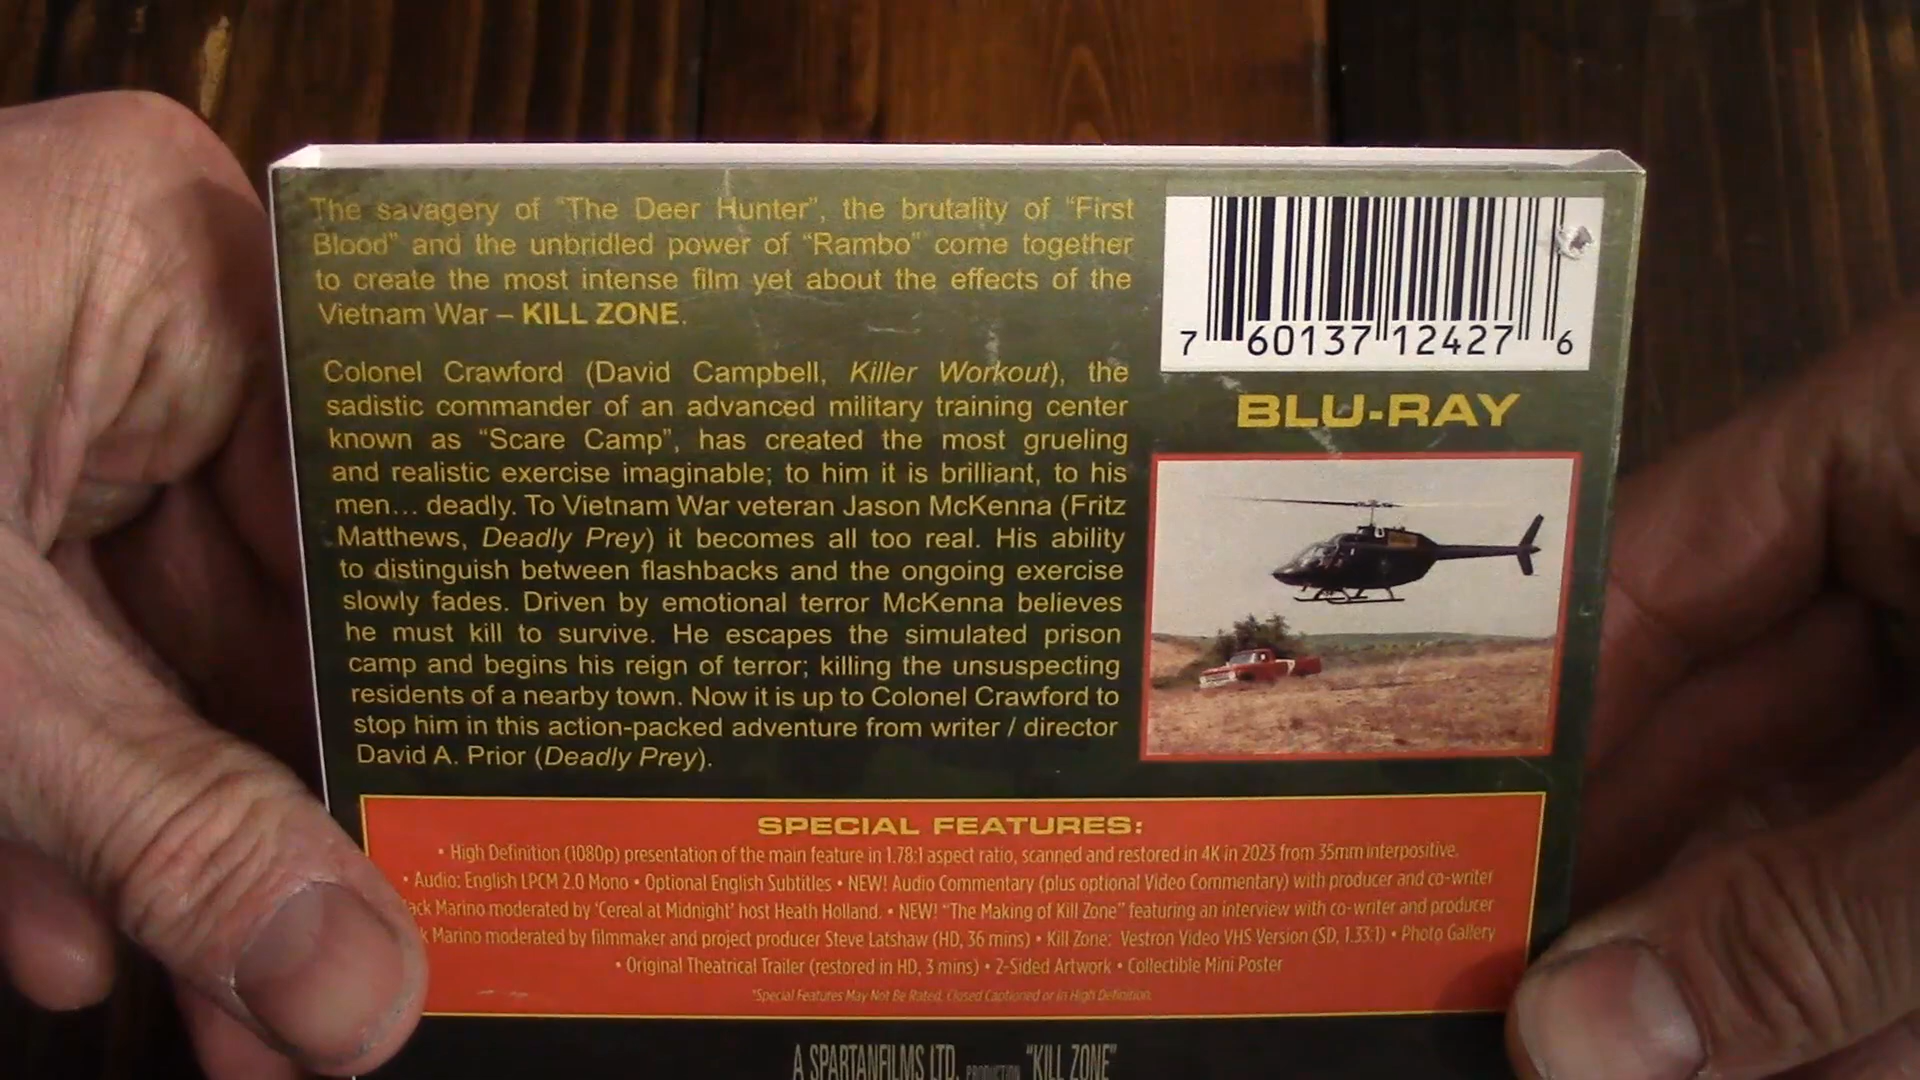 The savagery of “The Deer Hunter”, the brutality of “First
Blood” and the unbridled power of “Rambo” come together
to create the most intense film yet about the effects of the
Vietnam War – KILL ZONE.
Colonel Crawford (David Campbell, Killer Workout), the
sadistic commander of an advanced military training center
known as “Scare Camp”, has created the most grueling
and realistic exercise imaginable; to him it is brilliant, to his
men... deadly. To Vietnam War veteran Jason McKenna (Fritz
Matthews, Deadly Prey) it becomes all too real. His ability
to distinguish between flashbacks and the ongoing exercise
slowly fades. Driven by emotional terror McKenna believes
he must kill to survive. He escapes the simulated prison
camp and begins his reign of terror; killing the unsuspecting
residents of a nearby town. Now it is up to Colonel Crawford to
stop him in this action-packed adventure from writer / director
David A. Prior (Deadly Prey).
7 60137 12427 6
BLU-RAY
SPECIAL FEATURES:
• High Definition (1080p) presentation of the main feature in 1.78:1 aspect ratio, scanned and restored in 4K in 2023 from 35mm interpositive.
• Audio: English LPCM 2.0 Mono • Optional English Subtitles • NEW! Audio Commentary (plus optional Video Commentary) with producer and co-writer
Marino moderated by ‘Cereal at Midnight’ host Heath Holland. • NEW! “The Making of Kill Zone” featuring an interview with co-writer and producer
Marino moderated by filmmaker and project producer Steve Latshaw (HD, 36 mins) • Kill Zone: Vestron Video VHS Version (SD, 1.33:1) • Photo Gallery
• Original Theatrical Trailer (restored in HD, 3 mins) • 2-Sided Artwork • Collectible Mini Poster
*Special Features May Not Be Rated, Closed Captioned or In High Definition.
A SPARTANFILMS LTD. PRODUCTION “KILL ZONE”